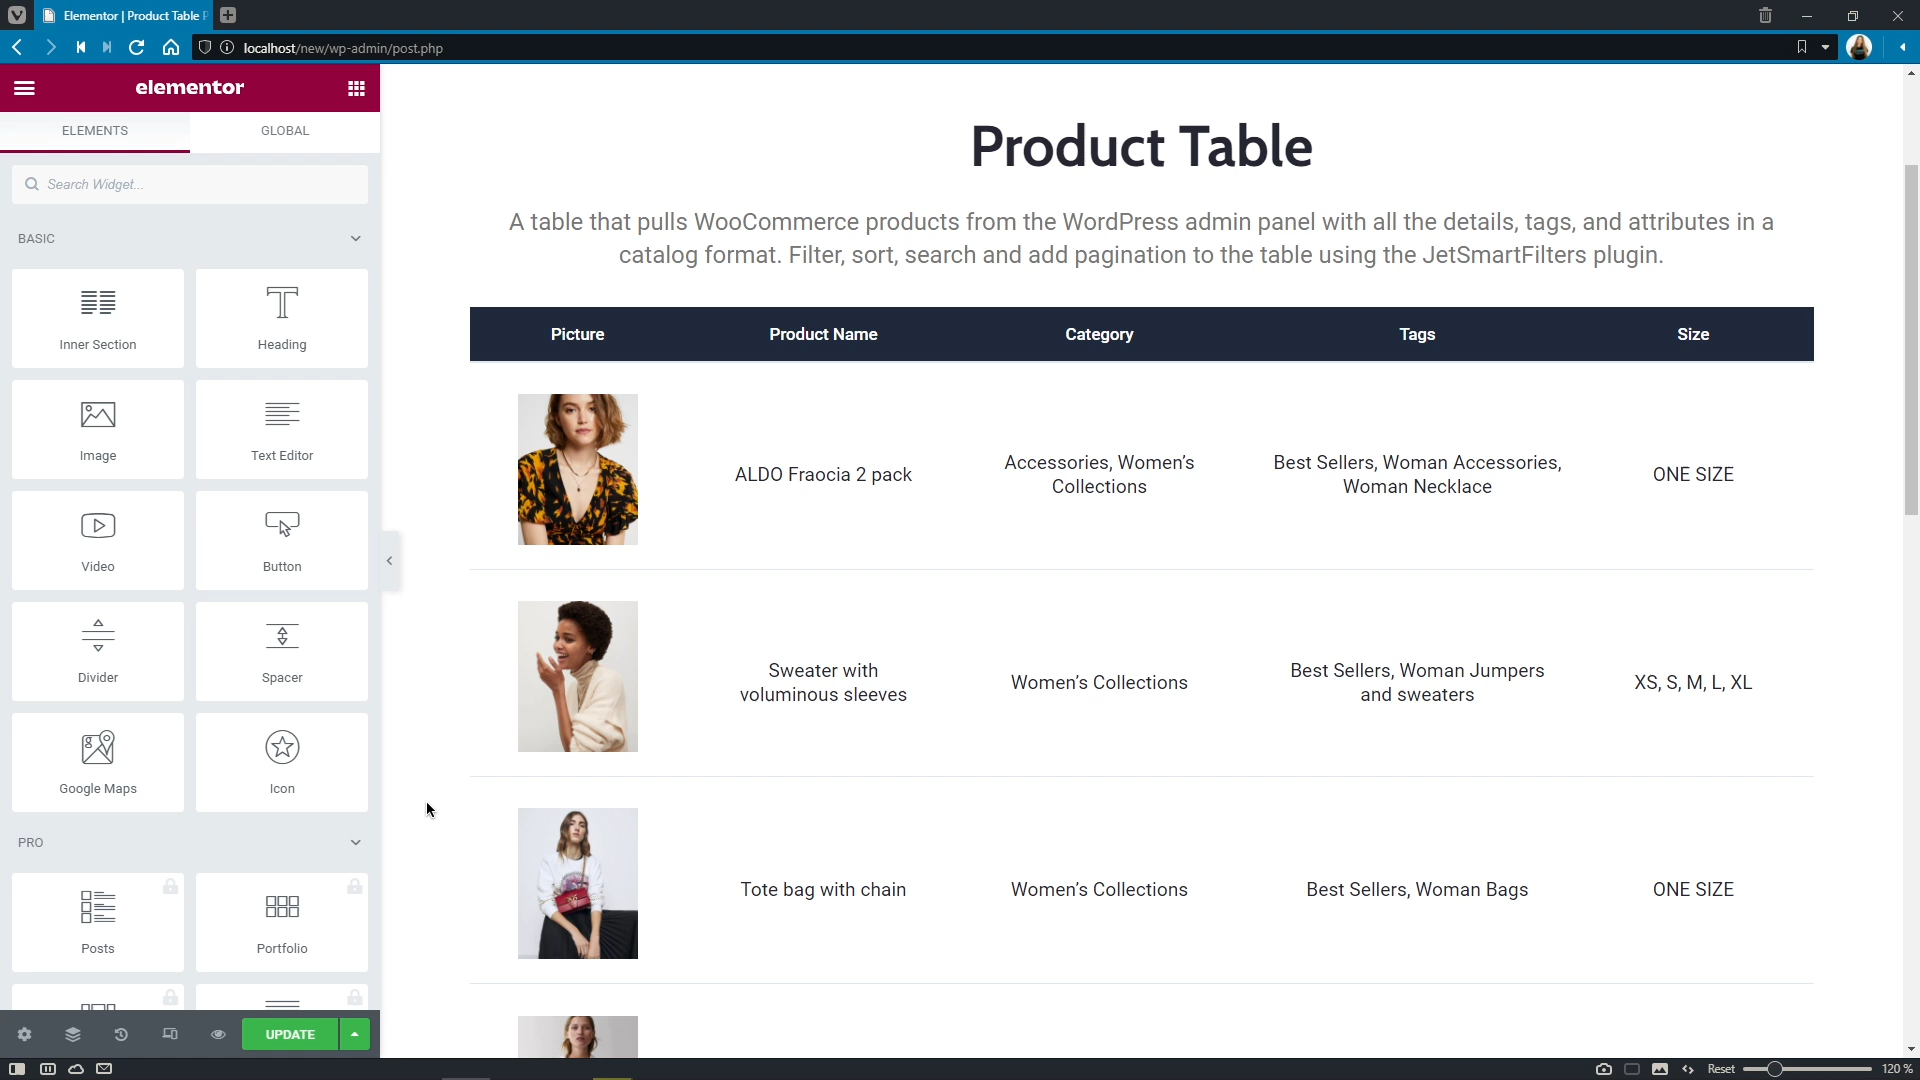 Elementor | Product Table P
localhost/new/wp-admin/post.php
elementor
ELEMENTS
GLOBAL
Search Widget...
BASIC
Inner Section
Heading
Image
Text Editor
Video
Button
Divider
Spacer
Google Maps
Icon
PRO
Posts
Portfolio
UPDATE
Product Table
A table that pulls WooCommerce products from the WordPress admin panel with all the details, tags, and attributes in a
catalog format. Filter, sort, search and add pagination to the table using the JetSmartFilters plugin.
Picture
Product Name
Category
Tags
Size
ALDO Fraocia 2 pack
Accessories, Women's
Collections
Best Sellers, Woman Accessories,
Woman Necklace
ONE SIZE
Sweater with
voluminous sleeves
Women's Collections
Best Sellers, Woman Jumpers
and sweaters
XS, S, M, L, XL
Tote bag with chain
Women's Collections
Best Sellers, Woman Bags
ONE SIZE
Reset
120 %